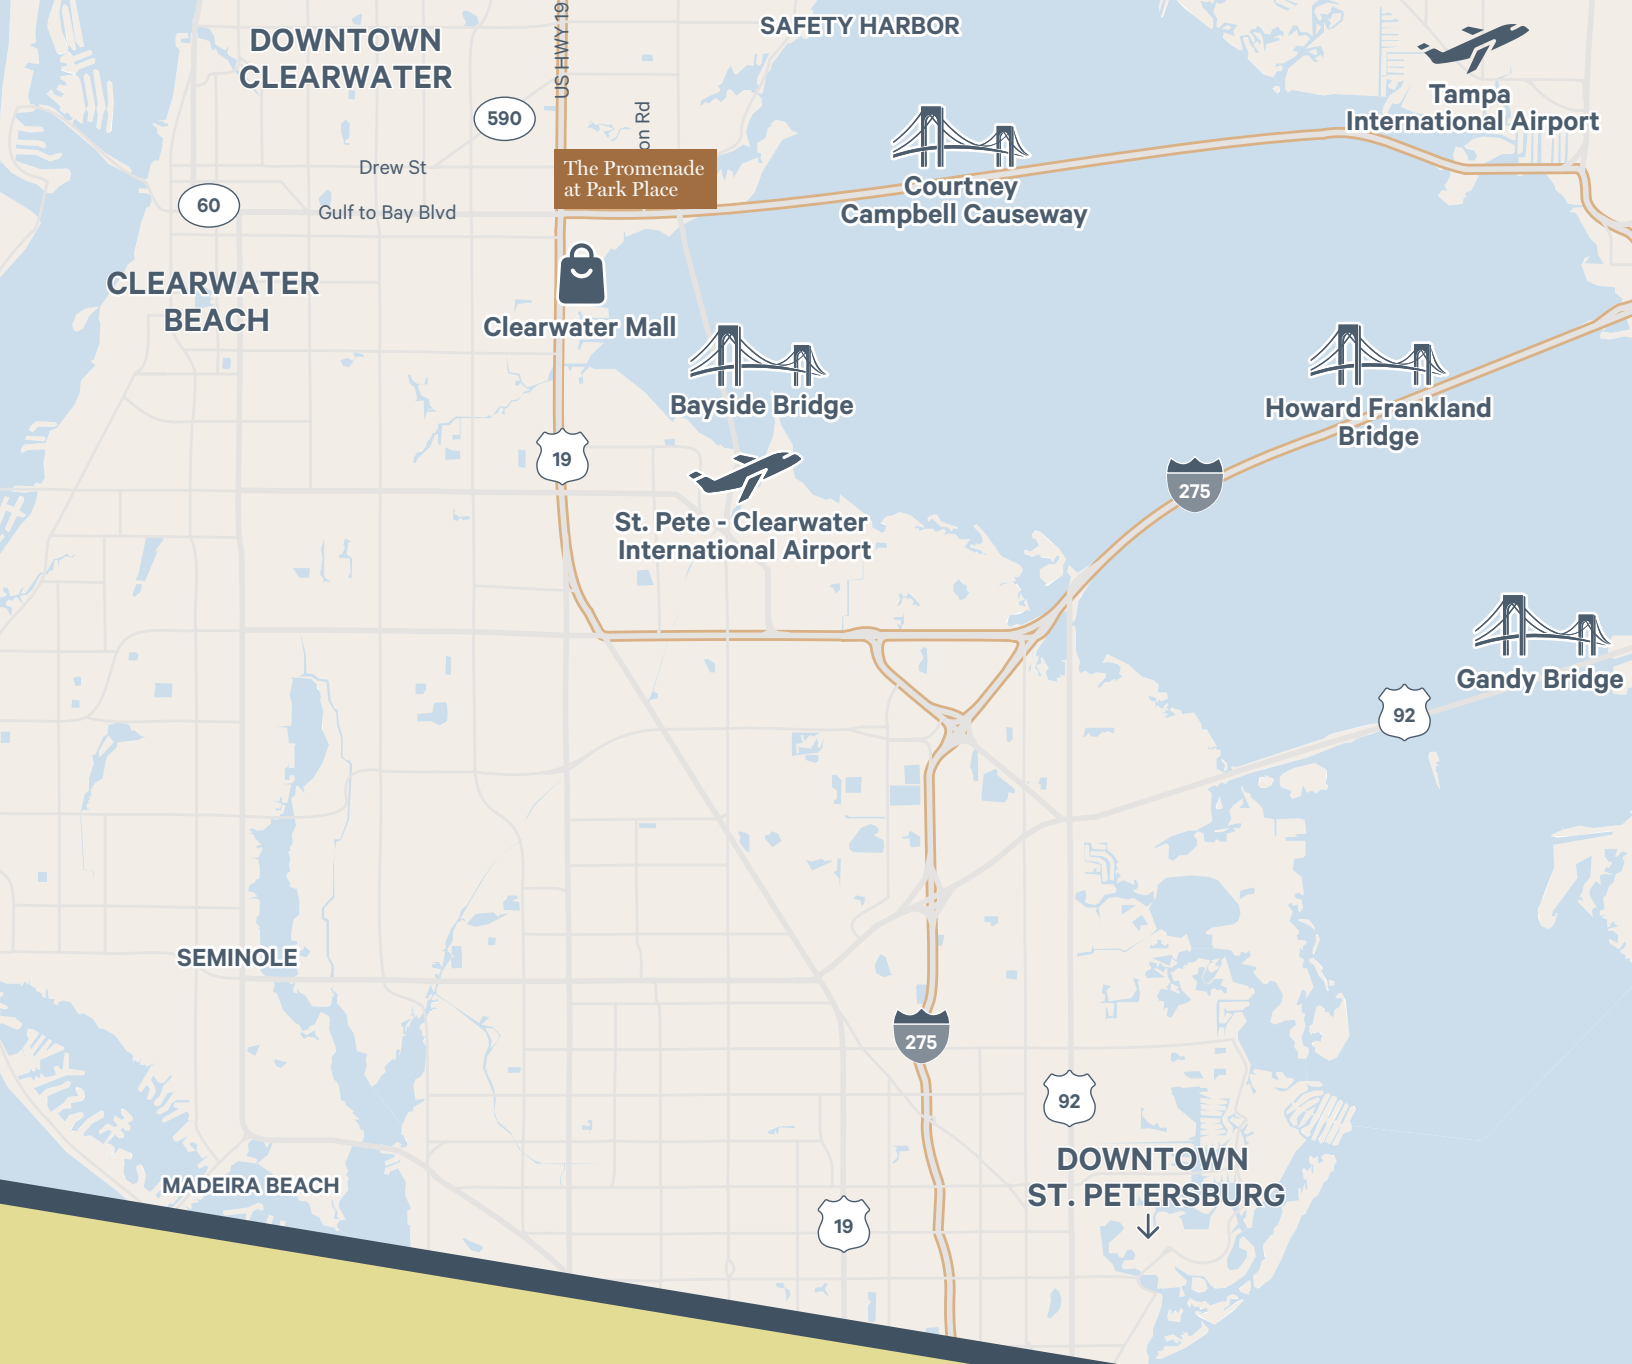 DOWNTOWN
CLEARWATER
US HWY 19
SAFETY HARBOR
Tampa
International Airport
590
on Rd
Drew St
The Promenade
at Park Place
60
Gulf to Bay Blvd
Courtney
Campbell Causeway
CLEARWATER
BEACH
Clearwater Mall
Bayside Bridge
Howard Frankland
Bridge
19
275
St. Pete - Clearwater
International Airport
Gandy Bridge
92
SEMINOLE
275
92
DOWNTOWN
ST. PETERSBURG
MADEIRA BEACH
19